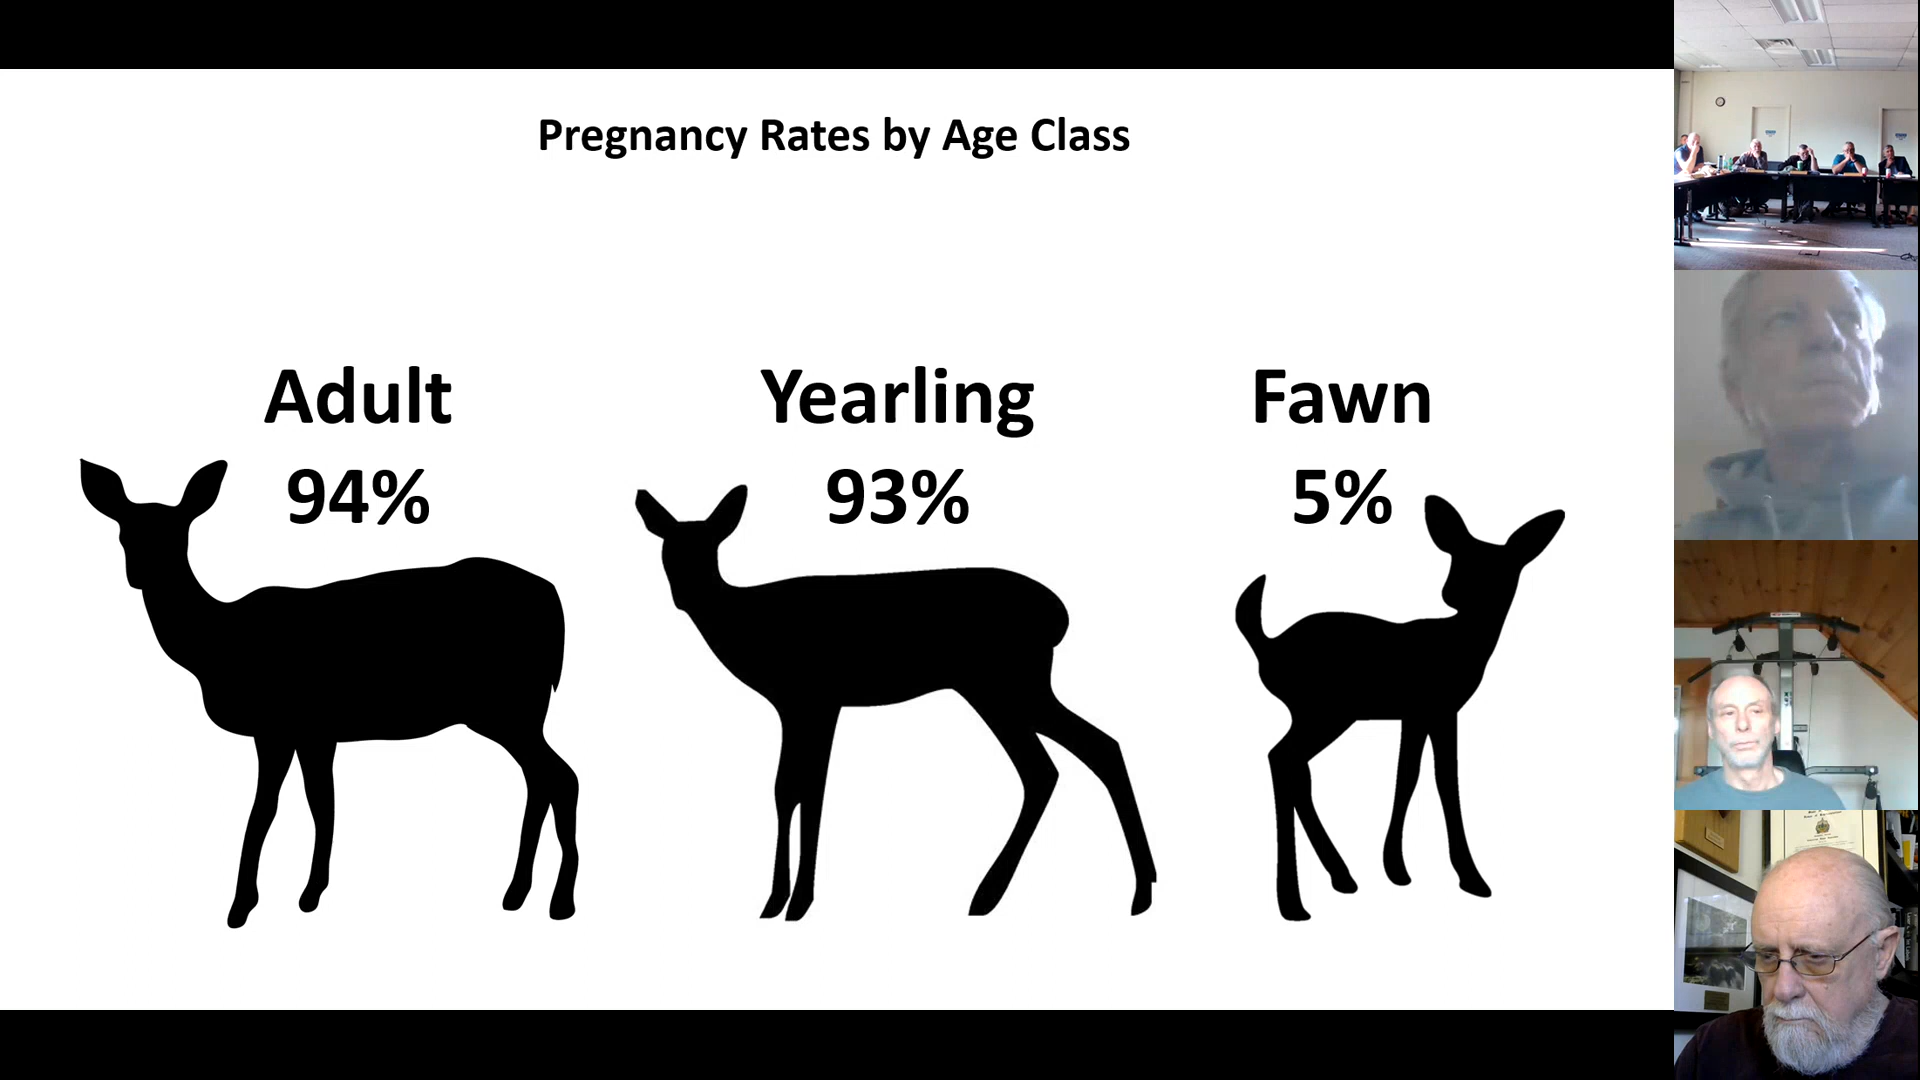 Pregnancy Rates by Age Class
Adult
94%
Yearling
93%
Fawn
5%